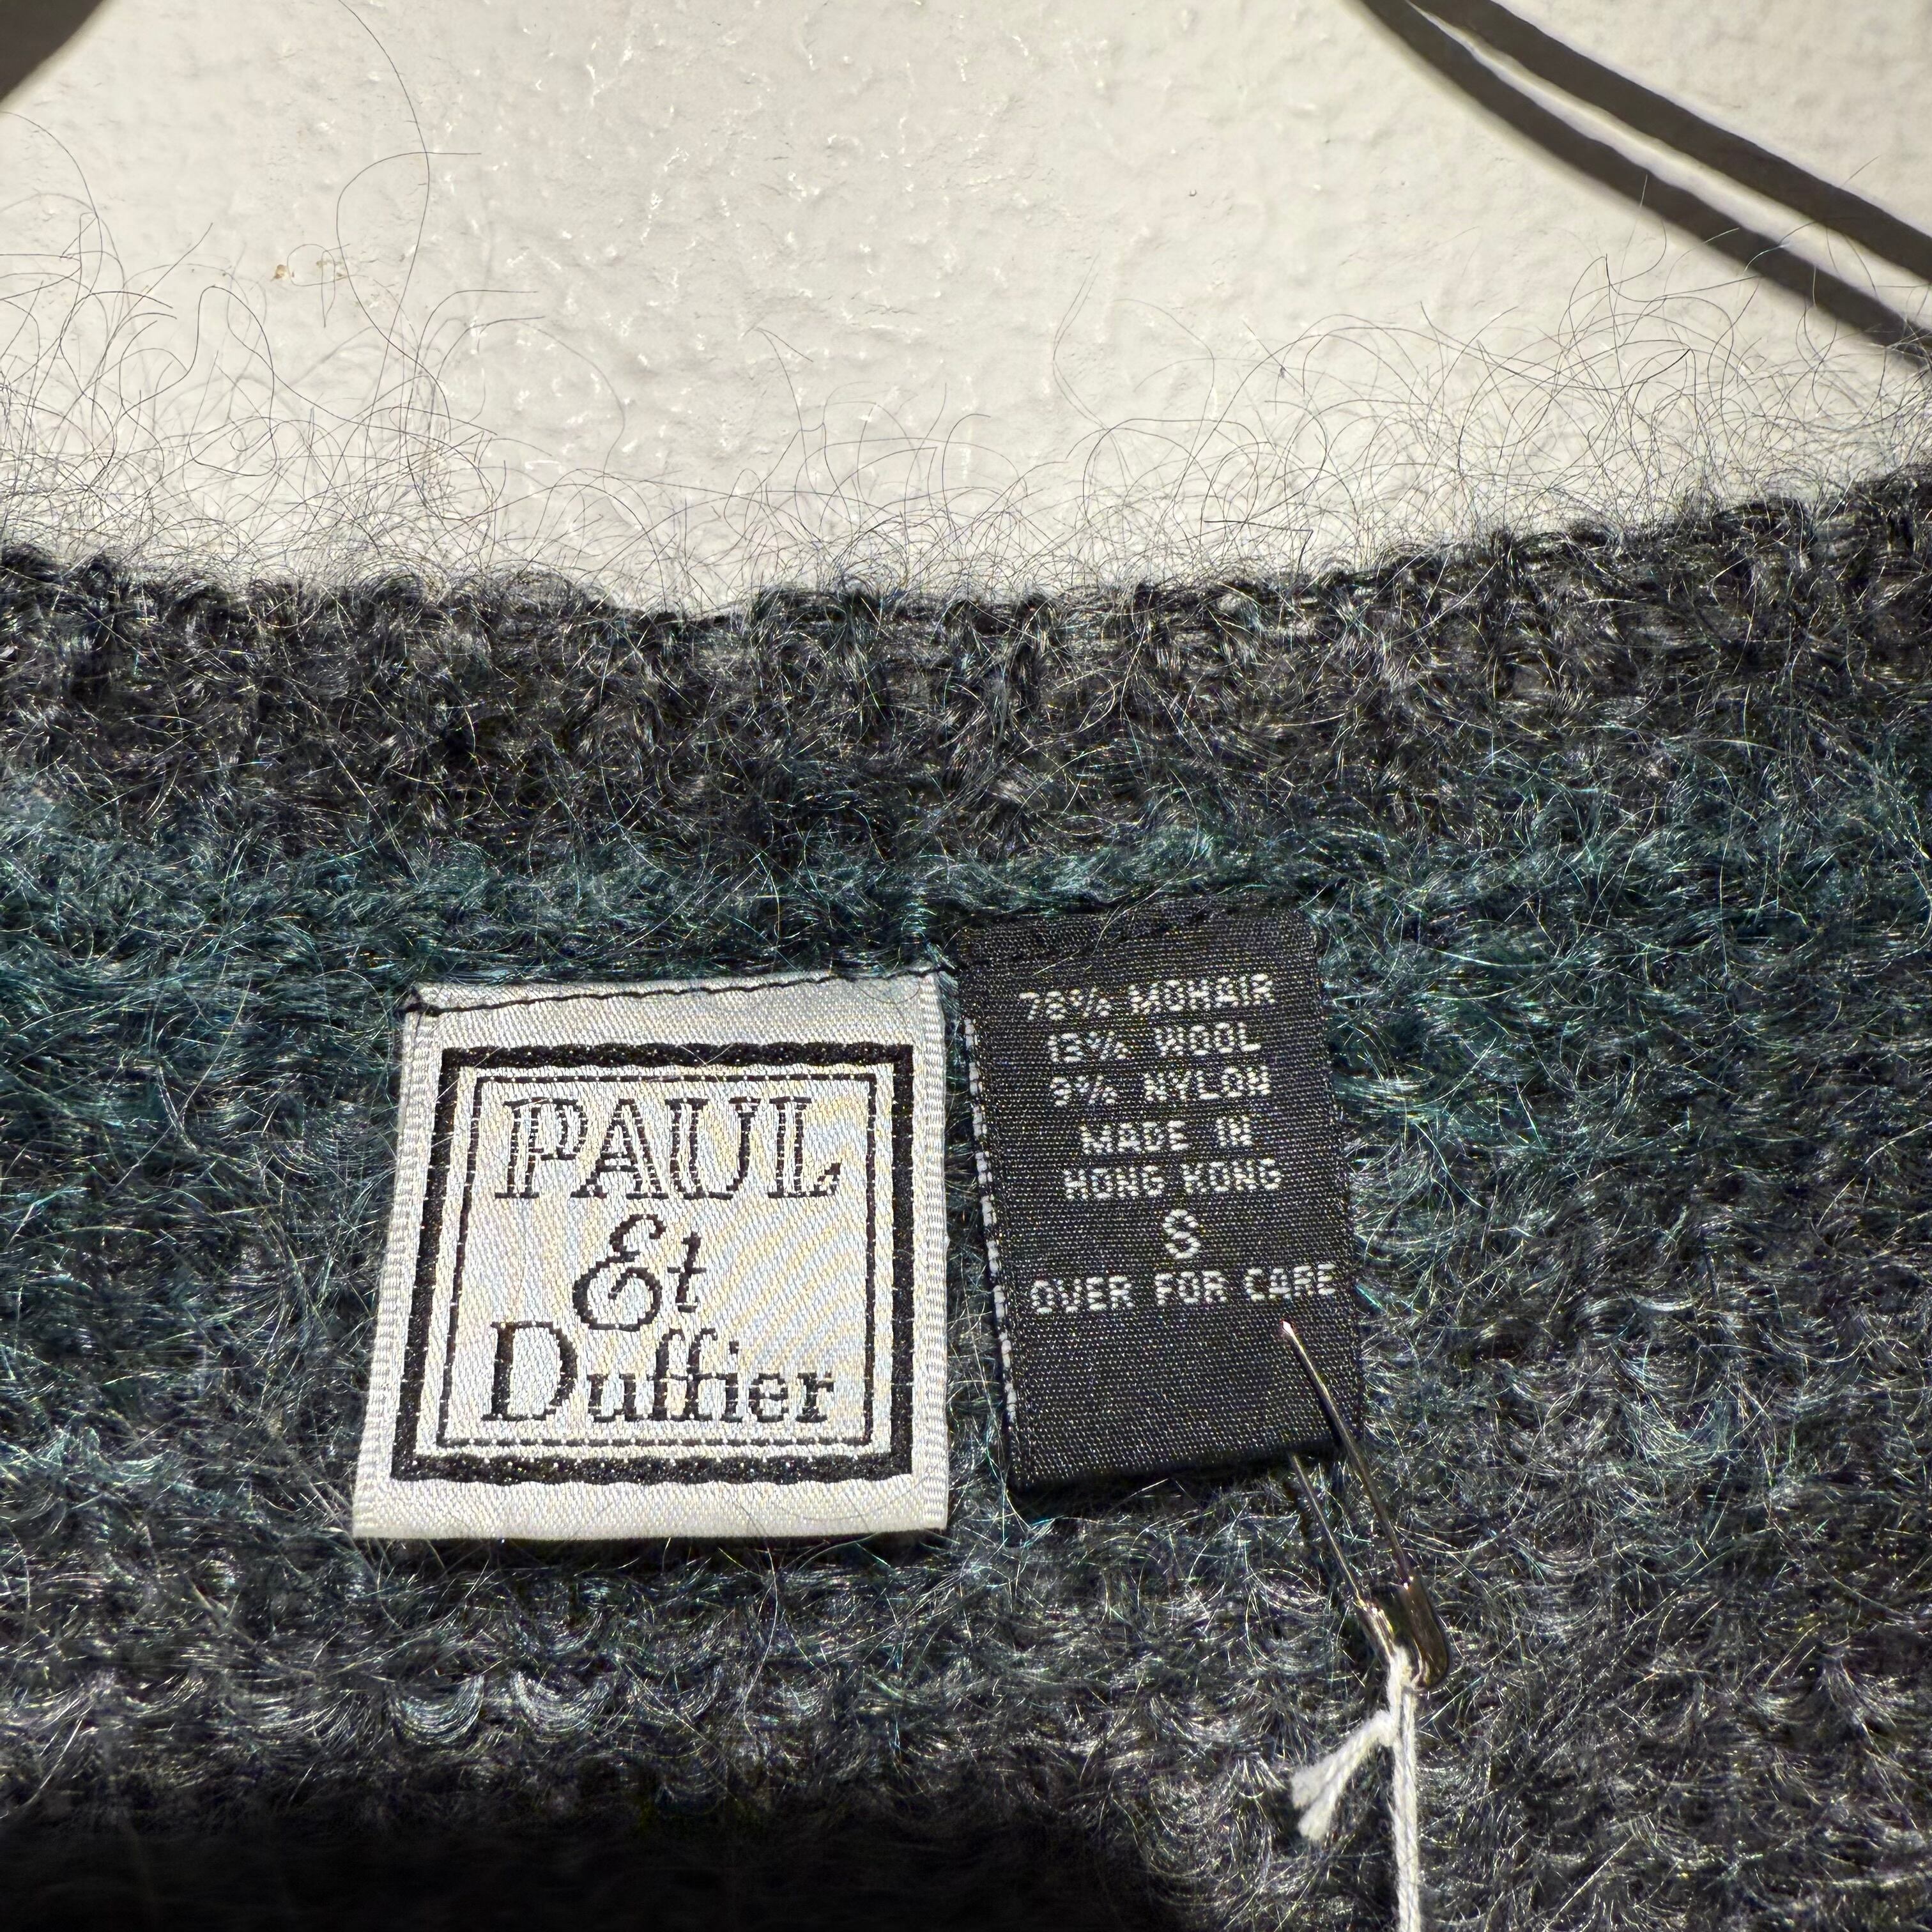 PAUL
Et
Duffier
78% MOHAIR
13% WOOL
9% NYLON
MADE IN
HONG KONG
S
OVER FOR CARE